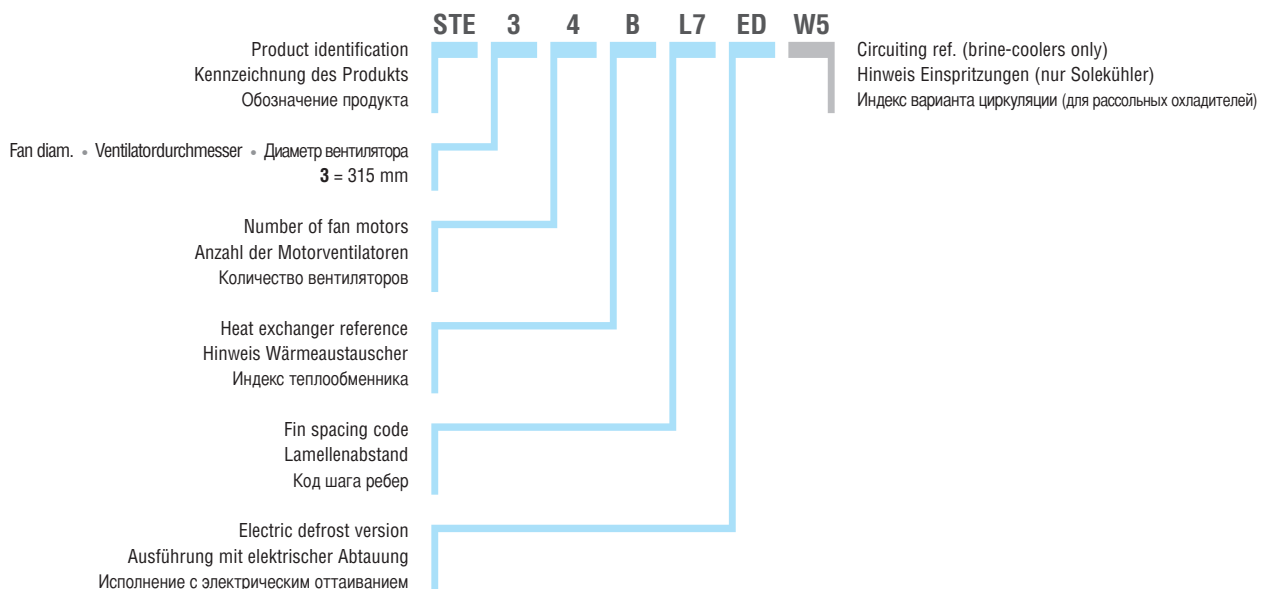 STE 3 4 B L7 ED W5
Product identification
Kennzeichnung des Produkts
Обозначение продукта
Circuiting ref. (brine-coolers only)
Hinweis Einspritzungen (nur Solekühler)
Индекс варианта циркуляции (для рассольных охладителей)
Fan diam. • Ventilatordurchmesser • Диаметр вентилятора
3 = 315 mm
Number of fan motors
Anzahl der Motorventilatoren
Количество вентиляторов
Heat exchanger reference
Hinweis Wärmeaustauscher
Индекс теплообменника
Fin spacing code
Lamellenabstand
Код шага ребер
Electric defrost version
Ausführung mit elektrischer Abtauung
Исполнение с электрическим оттаиванием